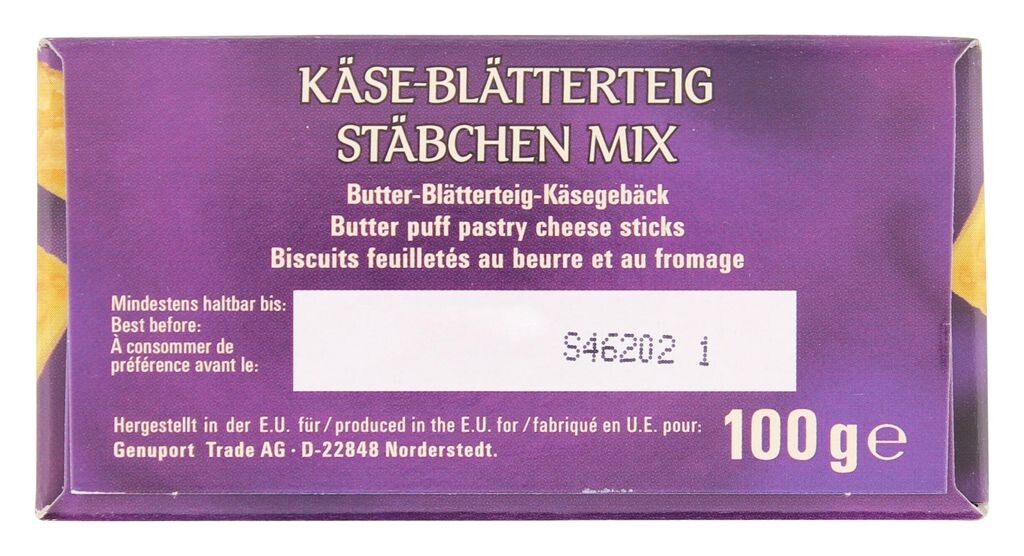 KÄSE-BLÄTTERTEIG
STÄBCHEN MIX
Butter-Blätterteig-Käsegebäck
Butter puff pastry cheese sticks
Biscuits feuilletés au beurre et au fromage
Mindestens haltbar bis:
Best before:
À consommer de
préférence avant le:
S46202 1
Hergestellt in der E.U. für / produced in the E.U. for / fabriqué en U.E. pour:
Genuport Trade AG · D-22848 Norderstedt.
100 g ℮